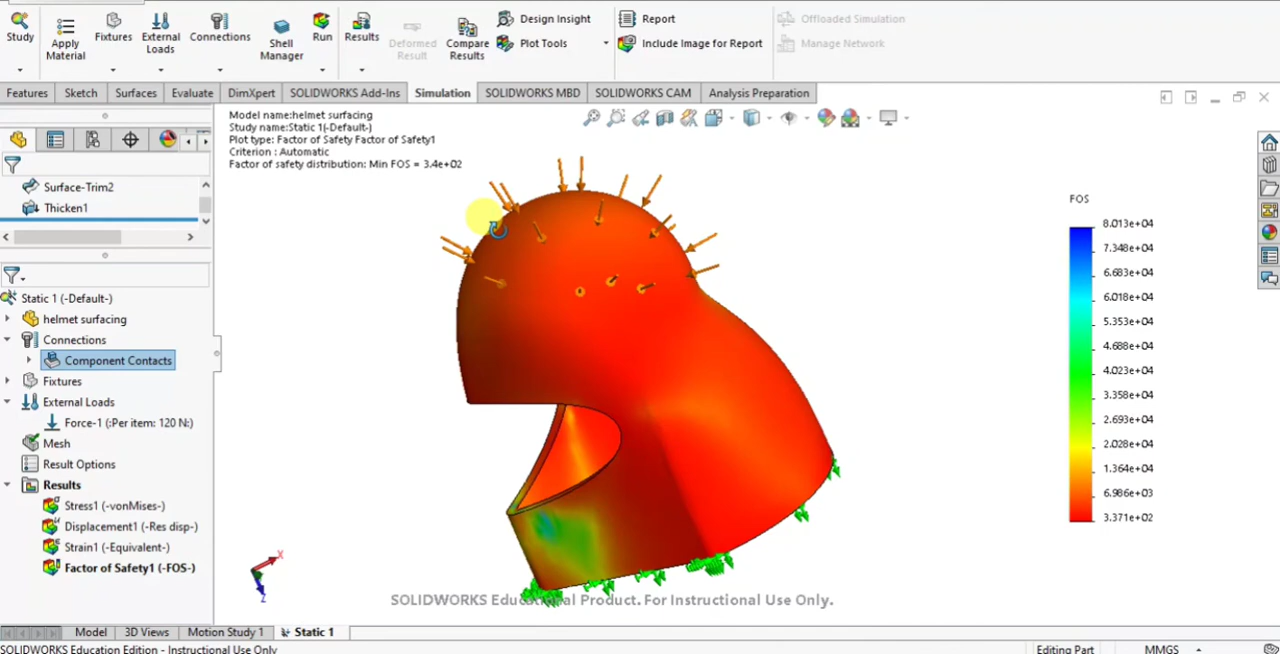 Study
Apply Material
Fixtures
External Loads
Connections
Shell Manager
Run
Results
Deformed Result
Compare Results
Design Insight
Plot Tools
Report
Include Image for Report
Offloaded Simulation
Manage Network
Features Sketch Surfaces Evaluate DimXpert SOLIDWORKS Add-Ins Simulation SOLIDWORKS MBD SOLIDWORKS CAM Analysis Preparation
Model name:helmet surfacing
Study name:Static 1(-Default-)
Plot type: Factor of Safety Factor of Safety1
Criterion : Automatic
Factor of safety distribution: Min FOS = 3.4e+02
Surface-Trim2
Thicken1
Static 1 (-Default-)
helmet surfacing
Connections
Component Contacts
Fixtures
External Loads
Force-1 (:Per item: 120 N:)
Mesh
Result Options
Results
Stress1 (-vonMises-)
Displacement1 (-Res disp-)
Strain1 (-Equivalent-)
Factor of Safety1 (-FOS-)
FOS
8.013e+04
7.348e+04
6.683e+04
6.018e+04
5.353e+04
4.688e+04
4.023e+04
3.358e+04
2.693e+04
2.028e+04
1.364e+04
6.986e+03
3.371e+02
X
Z
SOLIDWORKS Educational Product. For Instructional Use Only.
Model 3D Views Motion Study 1 Static 1
SOLIDWORKS Education Edition - Instructional Use Only
Editing Part
MMGS